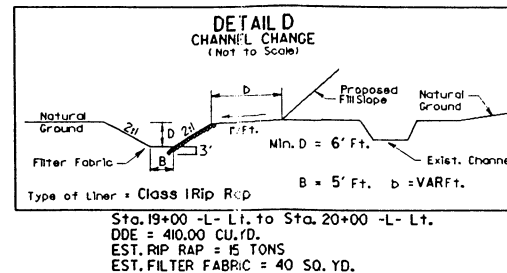 DETAIL D
CHANNEL CHANGE
(Not to Scale)
Natural
Ground
2:1
D
2:1
D
Proposed
Fill Slope
Natural
Ground
Filter Fabric
B
3'
Min. D = 6' Ft.
Exist. Channel
Type of Liner = Class I Rip Rap
B = 5' Ft. b = VAR Ft.
Sta. 19+00 -L- Lt. to Sta. 20+00 -L- Lt.
DDE = 410.00 CU.YD.
EST. RIP RAP = 15 TONS
EST. FILTER FABRIC = 40 SQ. YD.